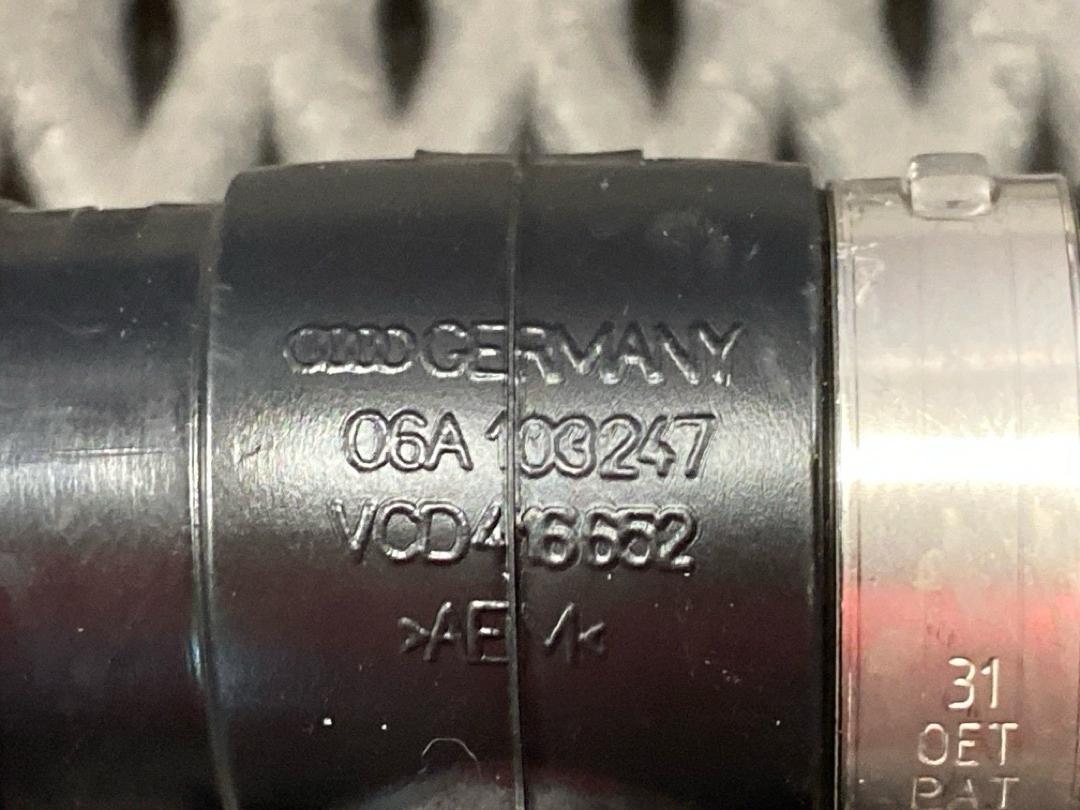 GERMANY
06A 103247
VCD416652
>AEM<
31
OET
PAT